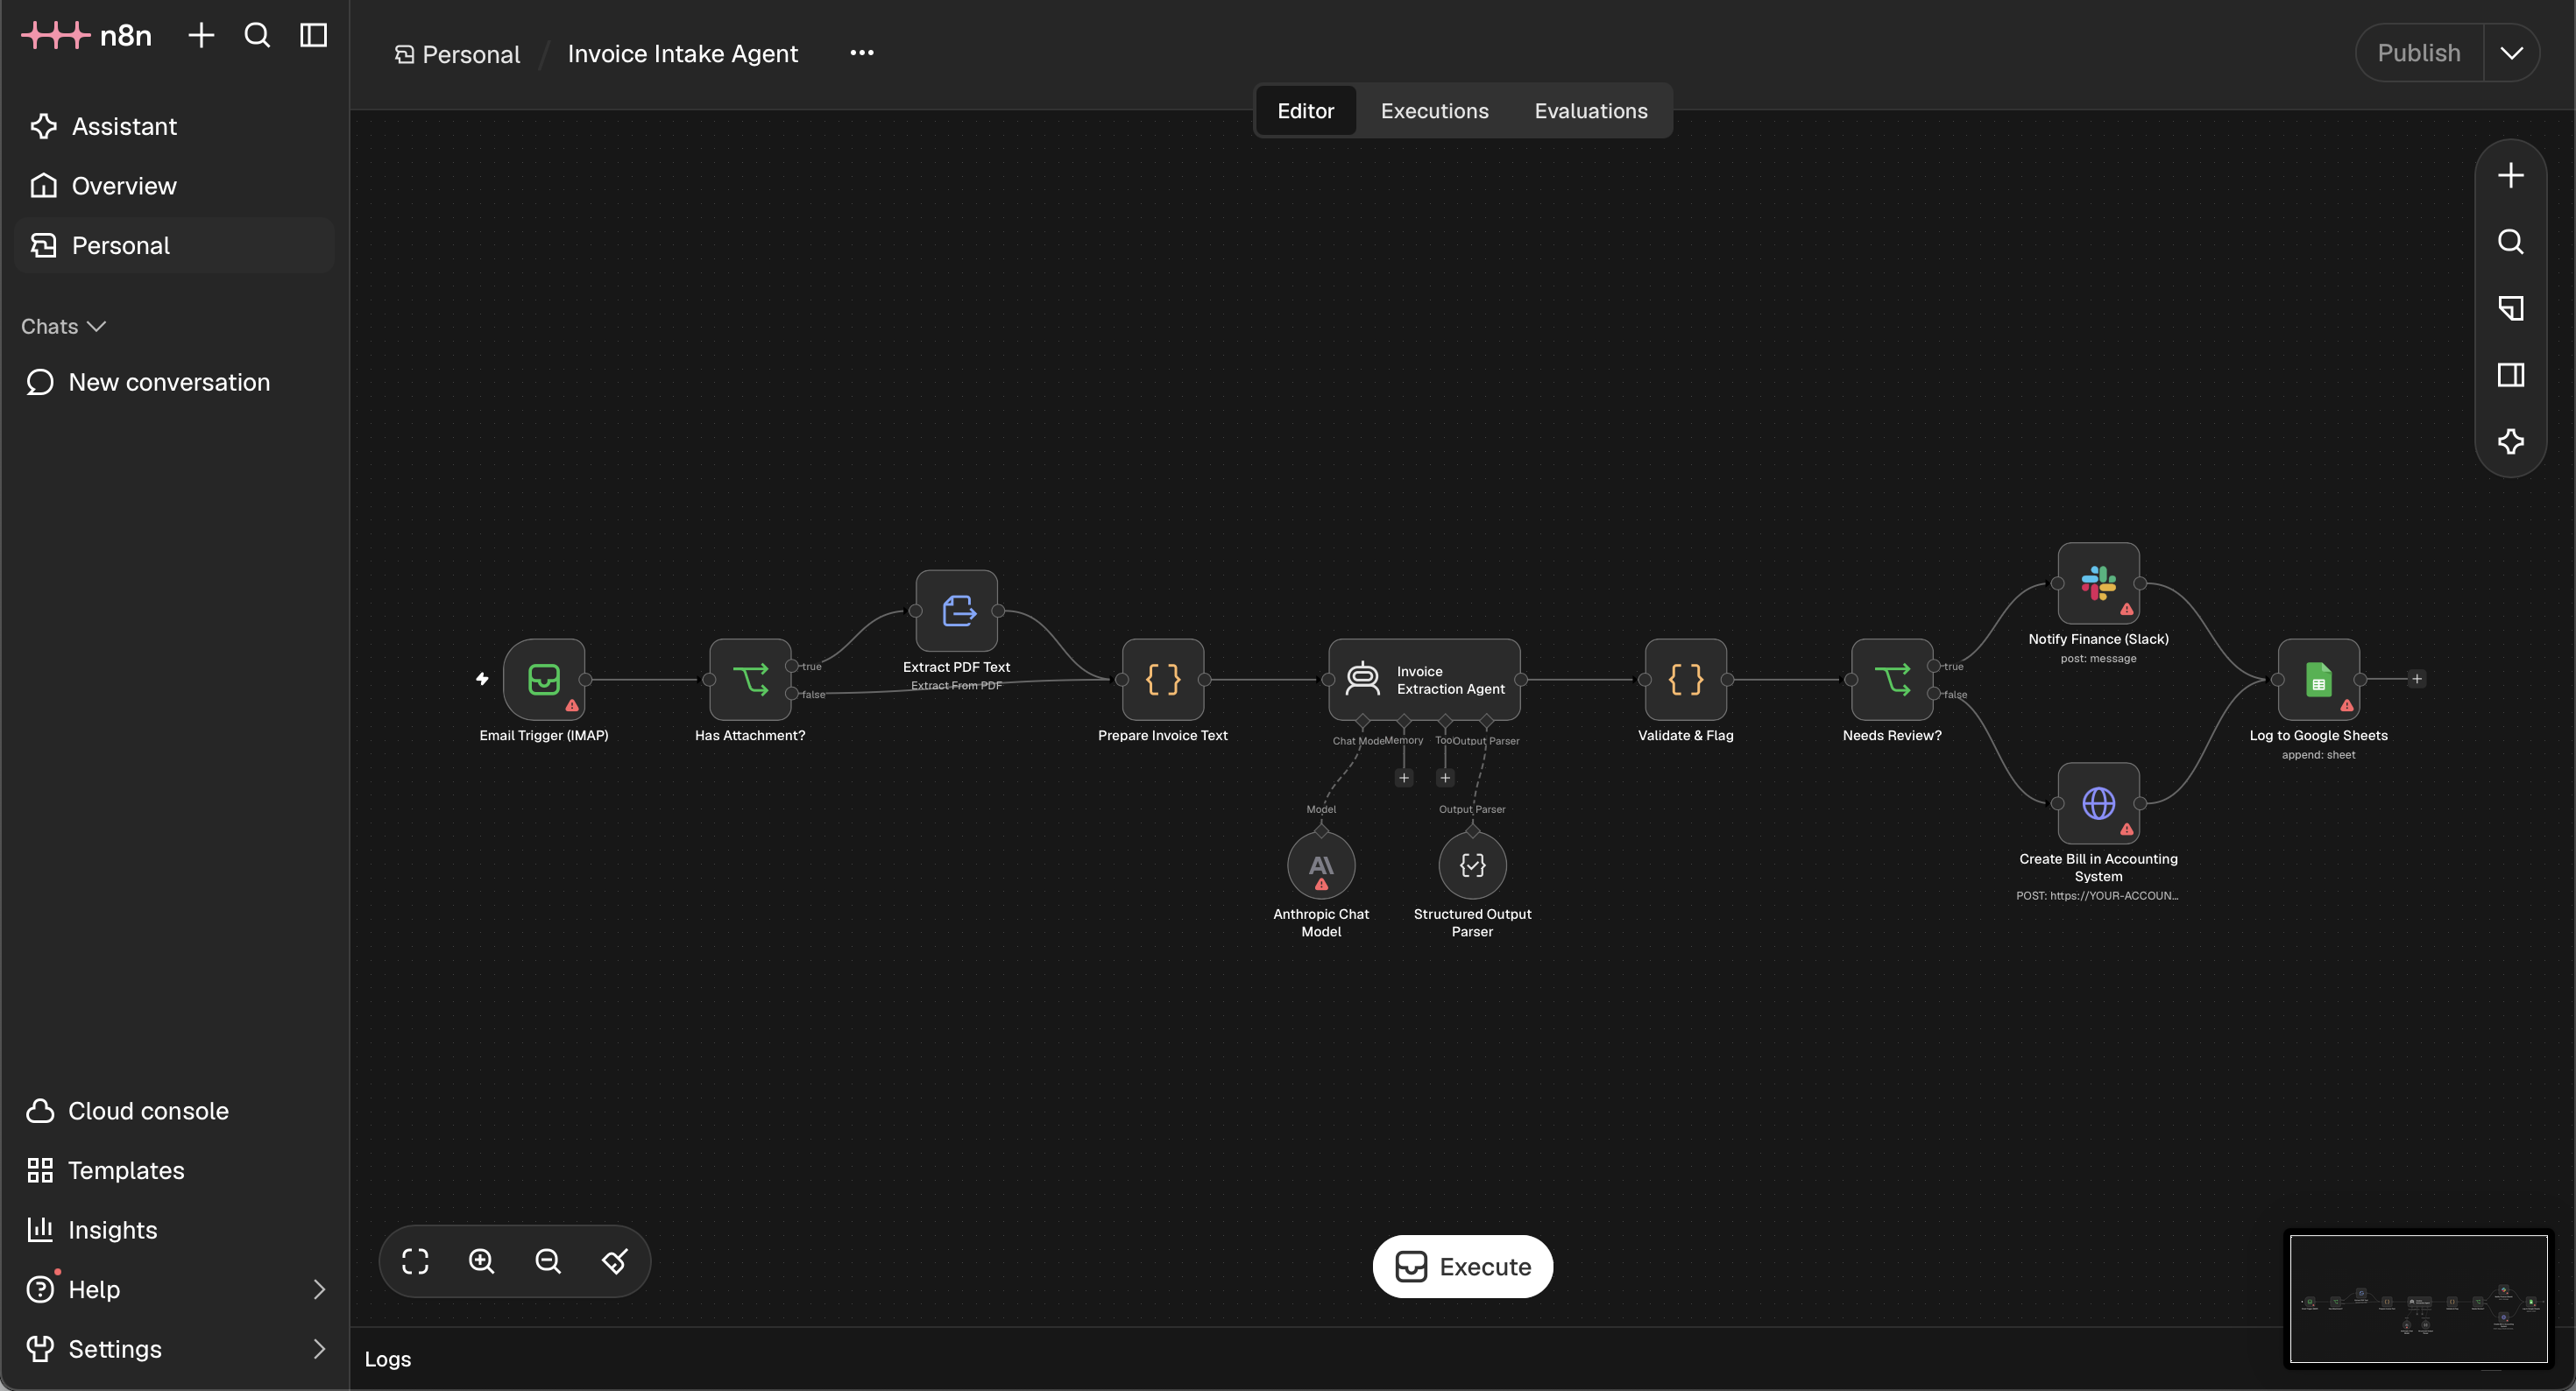 n8n
Assistant
Overview
Personal
Chats
New conversation
Cloud console
Templates
Insights
Help
Settings
Personal / Invoice Intake Agent
Publish
Editor
Executions
Evaluations
Email Trigger (IMAP)
Has Attachment?
true
false
Extract PDF Text
Extract From PDF
Prepare Invoice Text
Invoice
Extraction Agent
Chat Mode
Memory
Tool
Output Parser
Model
Anthropic Chat
Model
Output Parser
Structured Output
Parser
Validate & Flag
Needs Review?
true
false
Notify Finance (Slack)
post: message
Create Bill in Accounting
System
POST: https://YOUR-ACCOUN...
Log to Google Sheets
append: sheet
Execute
Logs